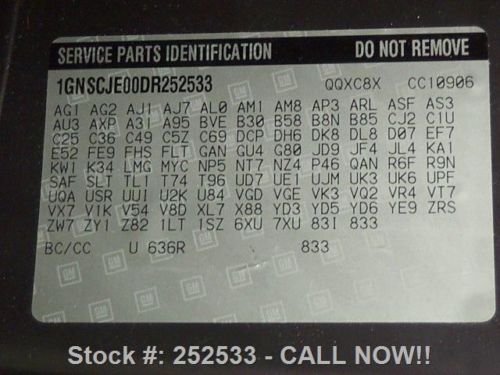 SERVICE PARTS IDENTIFICATION DO NOT REMOVE
1GNSCJE00DR252533 QQXC8X CC10906
AG1 AG2 AJ1 AJ7 AL0 AM1 AM8 AP3 ARL ASF AS3
AU3 AXP A31 A95 BVE B30 B58 B8N B85 CJ2 C1U
C25 C36 C49 C5Z C69 DCP DH6 DK8 DL8 D07 EF7
E52 FE9 FHS FLT GAN GU4 G80 JD9 JF4 JL4 KA1
KW1 K34 LMG MYC NP5 NT7 NZ4 P46 QAN R6F R9N
SAF SLT TL1 T74 T96 UD7 UE1 UJM UK3 UK6 UPF
UQA USR UUI U2K U84 VGD VGE VK3 VQ2 VR4 VT7
VX7 V1K V54 V8D XL7 X88 YD3 YD5 YD6 YE9 ZRS
ZW7 ZY1 Z82 1LT 1SZ 6XU 7XU 83I 833
BC/CC U 636R 833
GM
Stock #: 252533 - CALL NOW!!